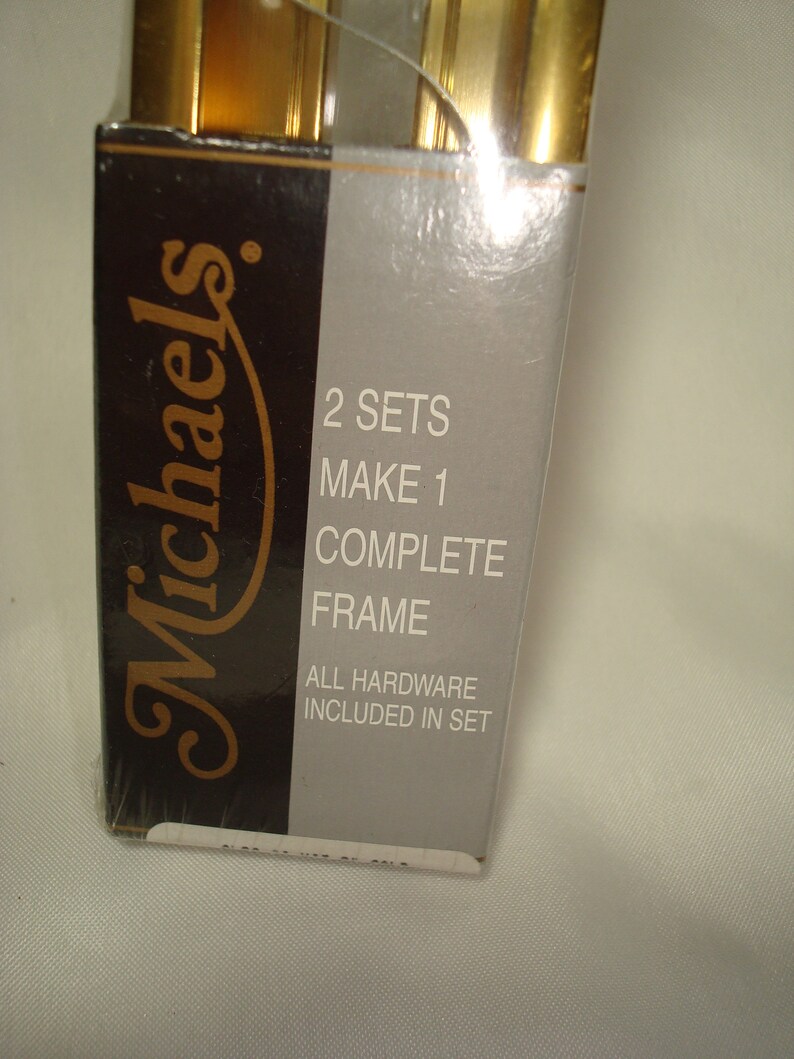 Michaels®
2 SETS
MAKE 1
COMPLETE
FRAME
ALL HARDWARE
INCLUDED IN SET